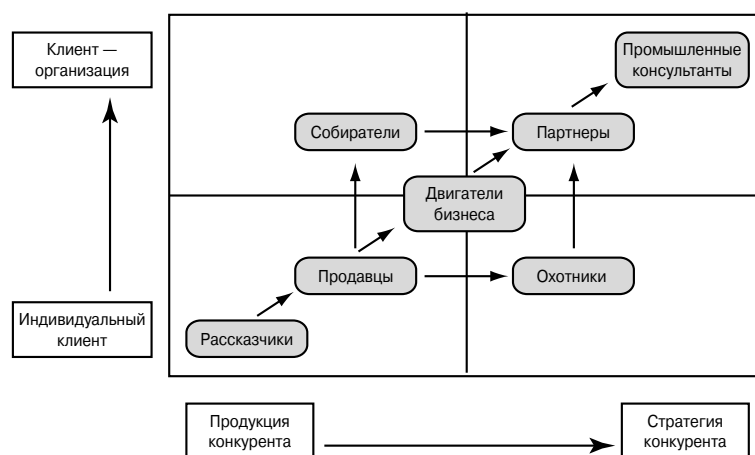 Клиент —
организация
Промышленные
консультанты
Собиратели
Партнеры
Двигатели
бизнеса
Продавцы
Охотники
Индивидуальный
клиент
Рассказчики
Продукция
конкурента
Стратегия
конкурента